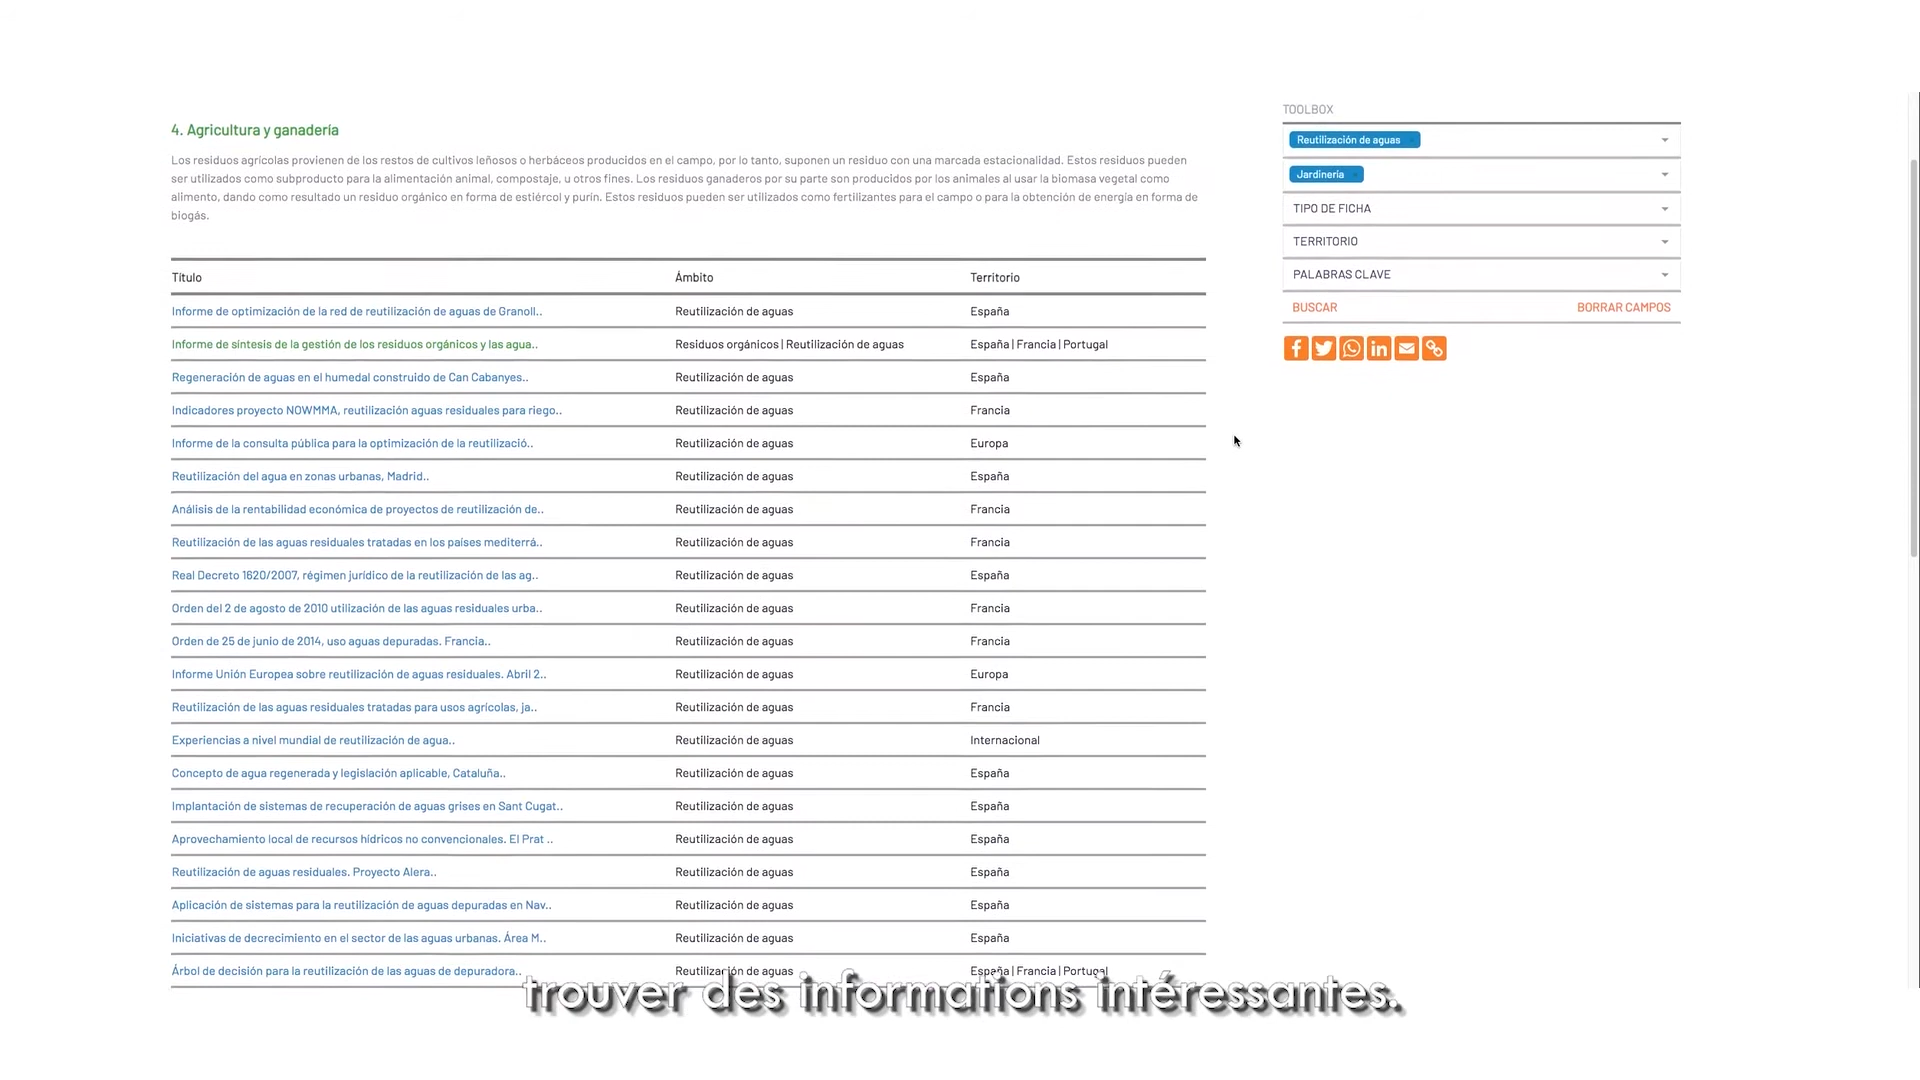 4. Agricultura y ganadería
Los residuos agrícolas provienen de los restos de cultivos leñosos o herbáceos producidos en el campo, por lo tanto, suponen un residuo con una marcada estacionalidad. Estos residuos pueden
ser utilizados como subproducto para la alimentación animal, compostaje, u otros fines. Los residuos ganaderos por su parte son producidos por los animales al usar la biomasa vegetal como
alimento, dando como resultado un residuo orgánico en forma de estiércol y purín. Estos residuos pueden ser utilizados como fertilizantes para el campo o para la obtención de energía en forma de
biogás.
Título Ámbito Territorio
Informe de optimización de la red de reutilización de aguas de Granoll.. Reutilización de aguas España
Informe de síntesis de la gestión de los residuos orgánicos y las agua.. Residuos orgánicos | Reutilización de aguas España | Francia | Portugal
Regeneración de aguas en el humedal construido de Can Cabanyes.. Reutilización de aguas España
Indicadores proyecto NOWMMA, reutilización aguas residuales para riego.. Reutilización de aguas Francia
Informe de la consulta pública para la optimización de la reutilizació.. Reutilización de aguas Europa
Reutilización del agua en zonas urbanas, Madrid.. Reutilización de aguas España
Análisis de la rentabilidad económica de proyectos de reutilización de.. Reutilización de aguas Francia
Reutilización de las aguas residuales tratadas en los países mediterrá.. Reutilización de aguas Francia
Real Decreto 1620/2007, régimen jurídico de la reutilización de las ag.. Reutilización de aguas España
Orden del 2 de agosto de 2010 utilización de las aguas residuales urba.. Reutilización de aguas Francia
Orden de 25 de junio de 2014, uso aguas depuradas. Francia.. Reutilización de aguas Francia
Informe Unión Europea sobre reutilización de aguas residuales. Abril 2.. Reutilización de aguas Europa
Reutilización de las aguas residuales tratadas para usos agrícolas, ja.. Reutilización de aguas Francia
Experiencias a nivel mundial de reutilización de agua.. Reutilización de aguas Internacional
Concepto de agua regenerada y legislación aplicable, Cataluña.. Reutilización de aguas España
Implantación de sistemas de recuperación de aguas grises en Sant Cugat.. Reutilización de aguas España
Aprovechamiento local de recursos hídricos no convencionales. El Prat .. Reutilización de aguas España
Reutilización de aguas residuales. Proyecto Alera.. Reutilización de aguas España
Aplicación de sistemas para la reutilización de aguas depuradas en Nav.. Reutilización de aguas España
Iniciativas de decrecimiento en el sector de las aguas urbanas. Área M.. Reutilización de aguas España
Árbol de decisión para la reutilización de las aguas de depuradora.. Reutilización de aguas España | Francia | Portugal
TOOLBOX
Reutilización de aguas
Jardinería
TIPO DE FICHA
TERRITORIO
PALABRAS CLAVE
BUSCAR BORRAR CAMPOS
trouver des informations intéressantes.